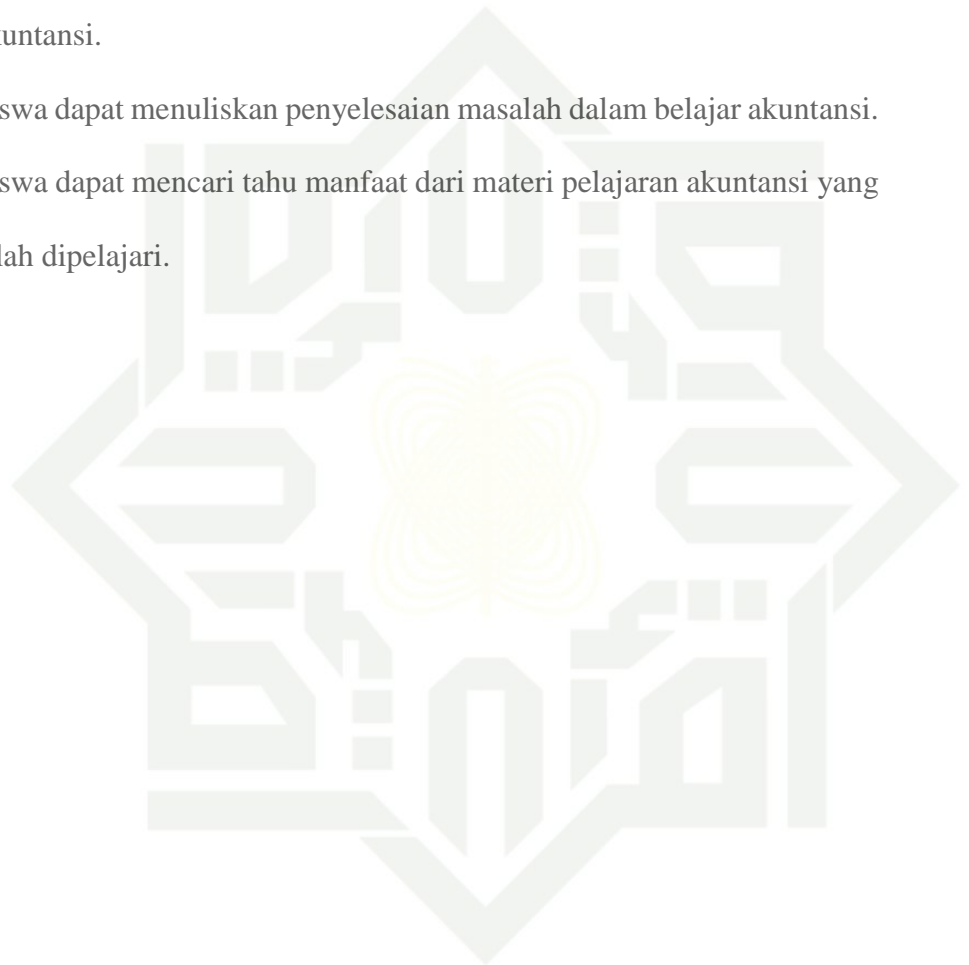 kuntansi.
swa dapat menuliskan penyelesaian masalah dalam belajar akuntansi.
swa dapat mencari tahu manfaat dari materi pelajaran akuntansi yang
lah dipelajari.